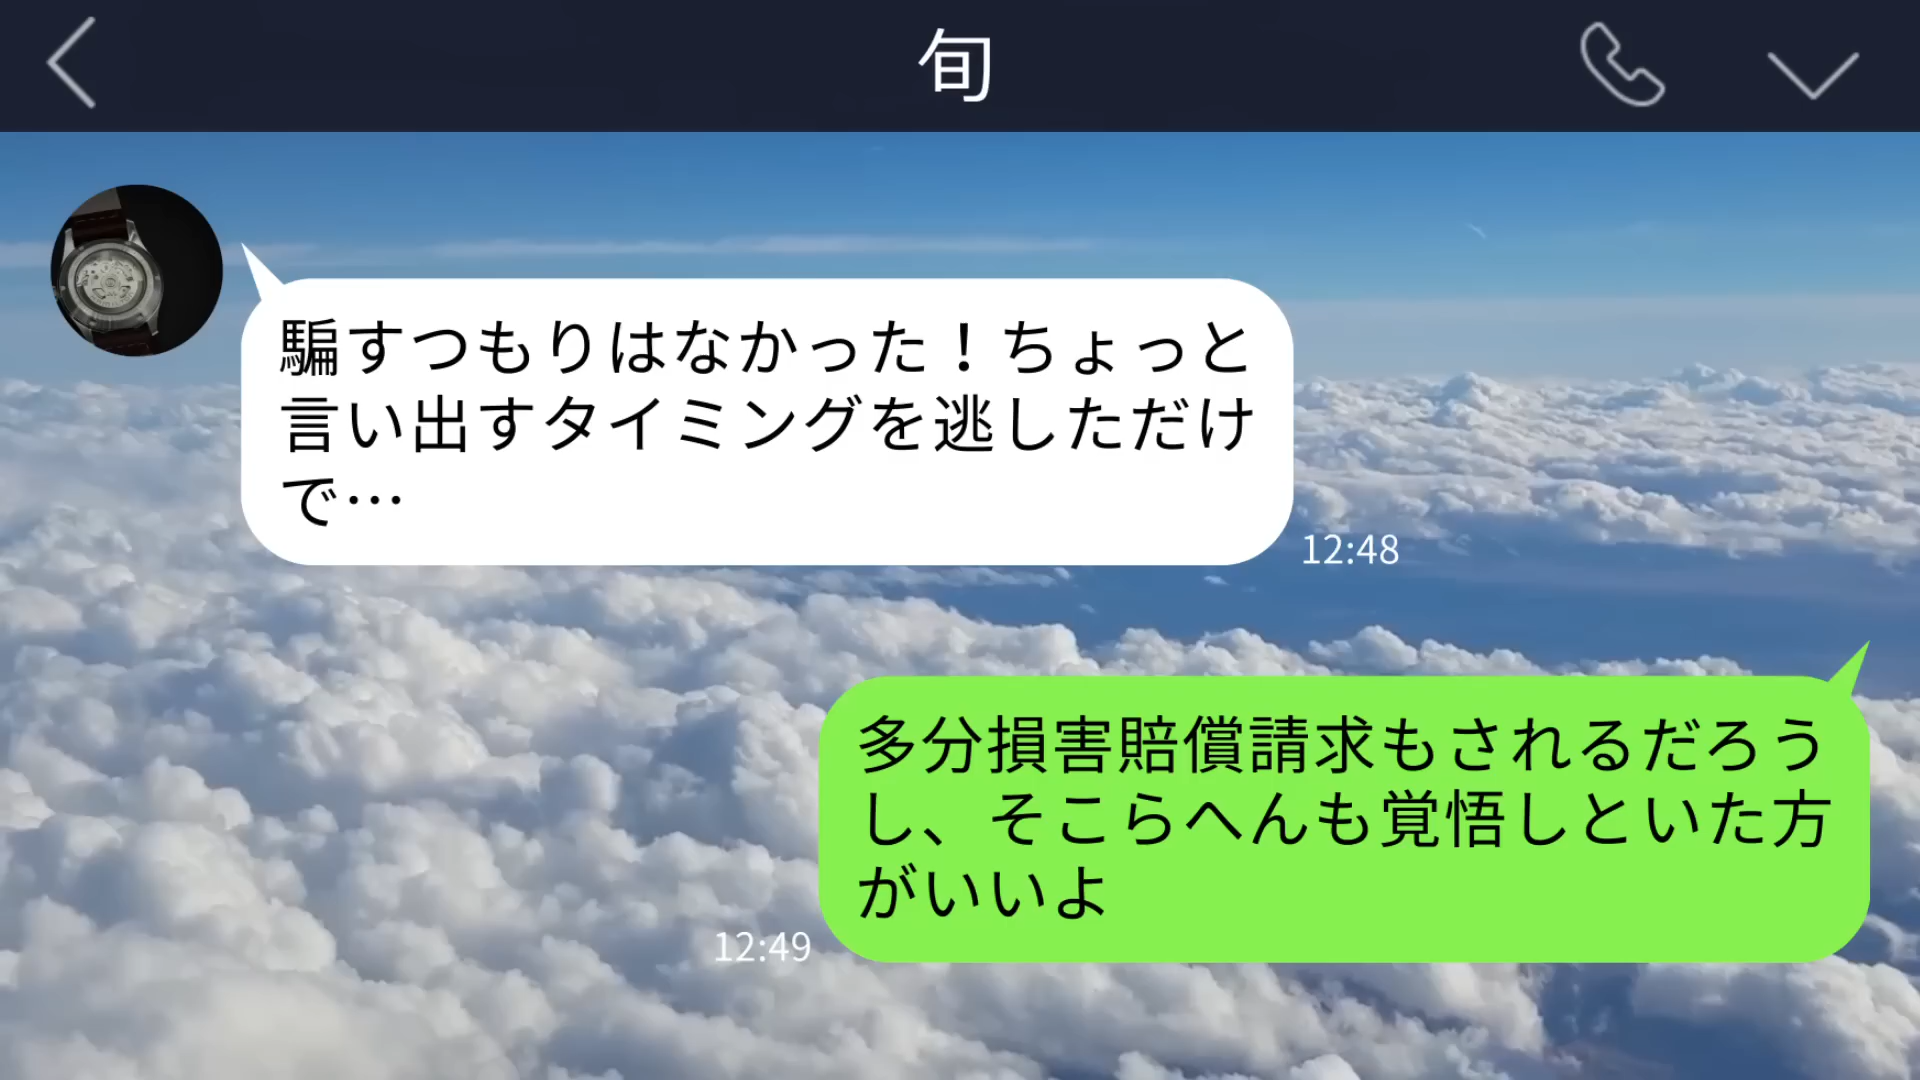 旬
騙すつもりはなかった！ちょっと
言い出すタイミングを逃しただけ
で…
12:48
多分損害賠償請求もされるだろう
し、そこらへんも覚悟しといた方
がいいよ
12:49